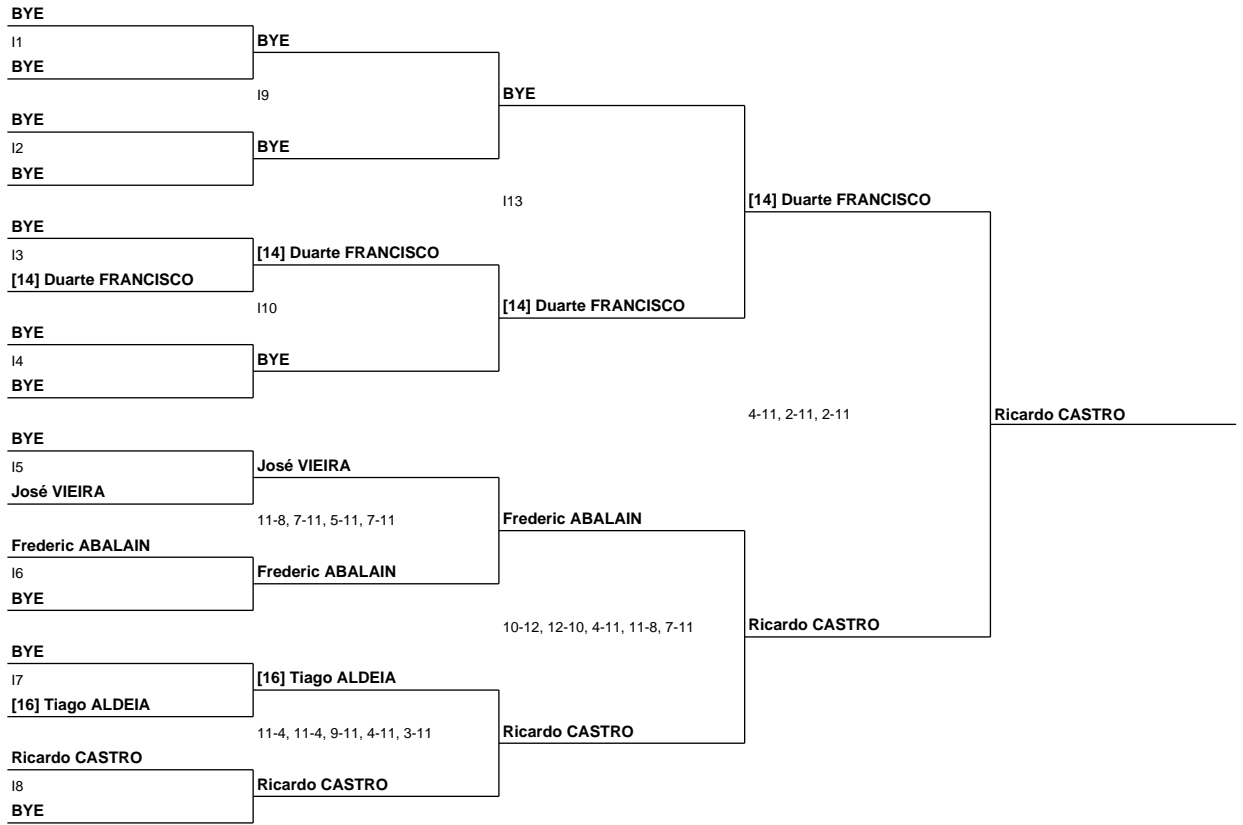 BYE
I1
BYE
BYE
I9
BYE
I2
BYE
BYE
BYE
I13
BYE
I3
[14] Duarte FRANCISCO
[14] Duarte FRANCISCO
I10
BYE
I4
BYE
BYE
[14] Duarte FRANCISCO
[14] Duarte FRANCISCO
4-11, 2-11, 2-11
Ricardo CASTRO
BYE
I5
José VIEIRA
José VIEIRA
11-8, 7-11, 5-11, 7-11
Frederic ABALAIN
I6
BYE
Frederic ABALAIN
Frederic ABALAIN
10-12, 12-10, 4-11, 11-8, 7-11
Ricardo CASTRO
BYE
I7
[16] Tiago ALDEIA
[16] Tiago ALDEIA
11-4, 11-4, 9-11, 4-11, 3-11
Ricardo CASTRO
Ricardo CASTRO
I8
BYE
Ricardo CASTRO